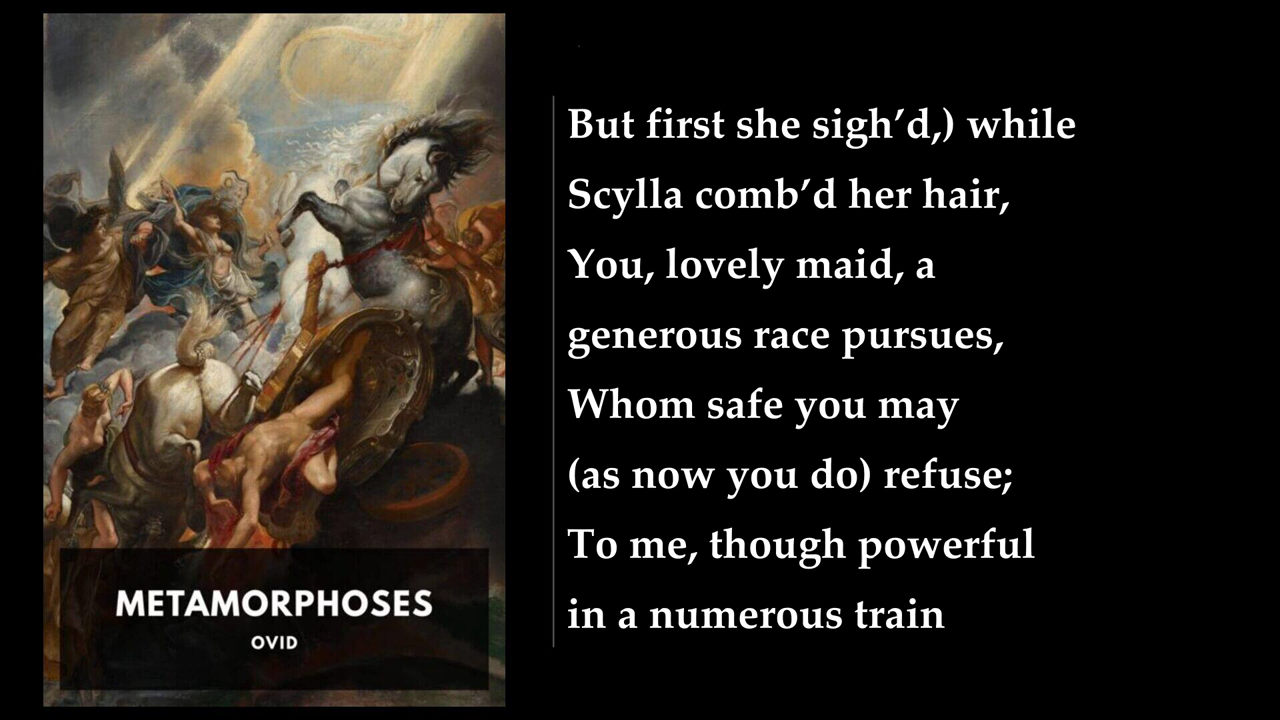 METAMORPHOSES
OVID
But first she sigh’d,) while
Scylla comb’d her hair,
You, lovely maid, a
generous race pursues,
Whom safe you may
(as now you do) refuse;
To me, though powerful
in a numerous train